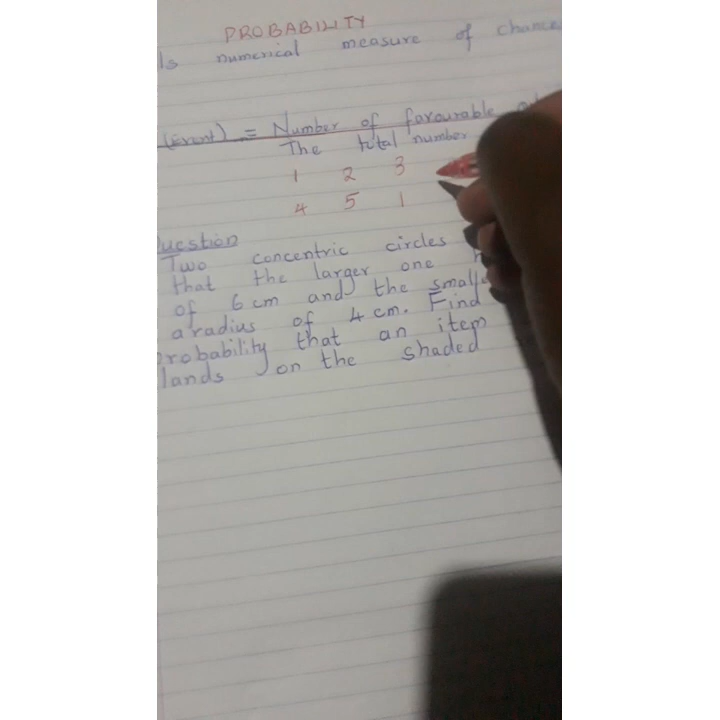 PROBABILITY
Is numerical measure of chance
(Event) = Number of favourable
The total number
1 2 3
4 5 1
Question
Two concentric circles
that the larger one
of 6 cm and the small
a radius of 4 cm. Find
probability that an item
lands on the shaded